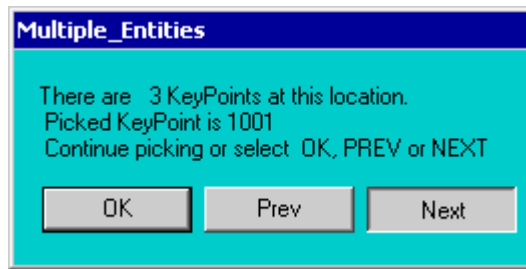 Multiple_Entities
There are 3 KeyPoints at this location.
Picked KeyPoint is 1001
Continue picking or select OK, PREV or NEXT
OK Prev Next